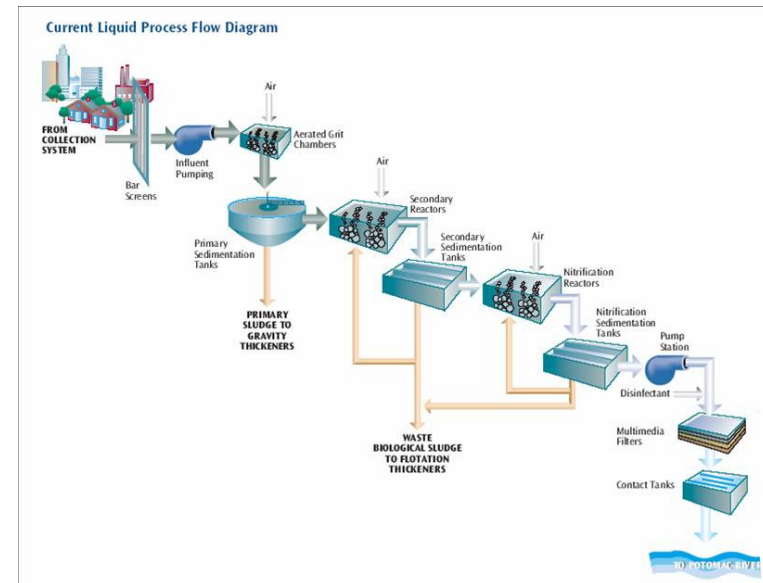 Current Liquid Process Flow Diagram
FROM
COLLECTION
SYSTEM
Bar
Screens
Influent
Pumping
Air
Aerated Grit
Chambers
Primary
Sedimentation
Tanks
PRIMARY
SLUDGE TO
GRAVITY
THICKENERS
Air
Secondary
Reactors
Secondary
Sedimentation
Tanks
Air
Nitrification
Reactors
Nitrification
Sedimentation
Tanks
WASTE
BIOLOGICAL SLUDGE
TO FLOTATION
THICKENERS
Pump
Station
Disinfectant
Multimedia
Filters
Contact Tanks
TO POTOMAC RIVER